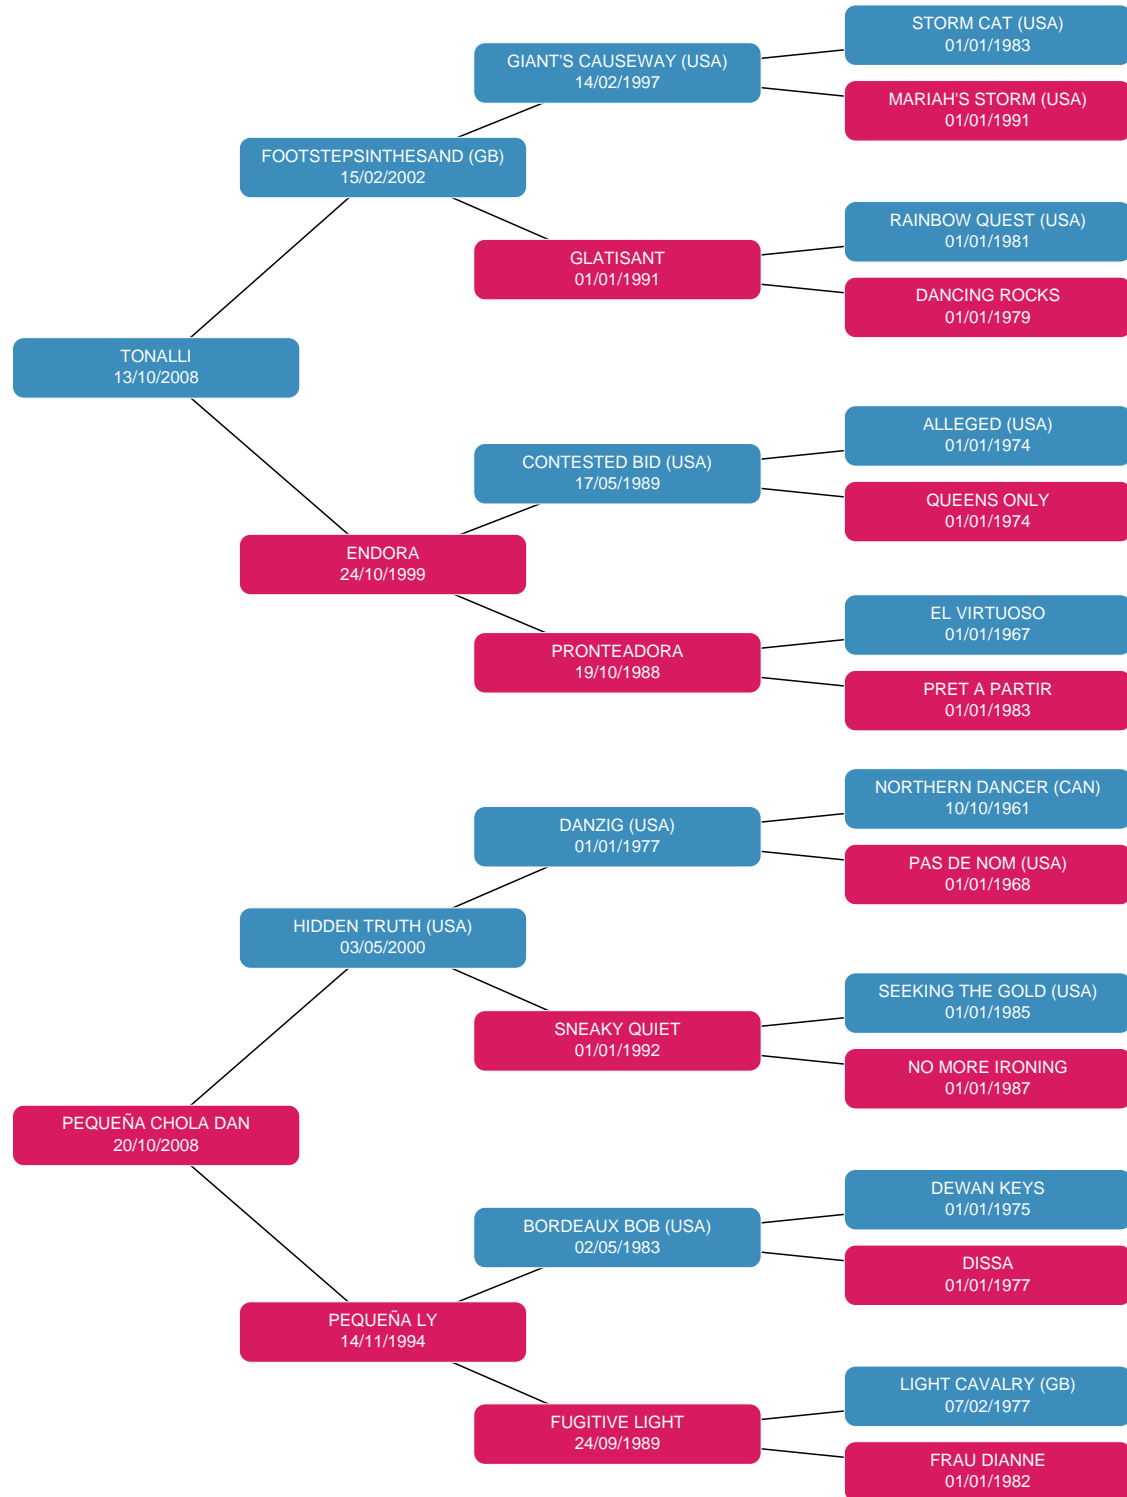 STORM CAT (USA)
01/01/1983
GIANT'S CAUSEWAY (USA)
14/02/1997
MARIAH'S STORM (USA)
01/01/1991
FOOTSTEPSINTHESAND (GB)
15/02/2002
RAINBOW QUEST (USA)
01/01/1981
GLATISANT
01/01/1991
DANCING ROCKS
01/01/1979
TONALLI
13/10/2008
ALLEGED (USA)
01/01/1974
CONTESTED BID (USA)
17/05/1989
QUEENS ONLY
01/01/1974
ENDORA
24/10/1999
EL VIRTUOSO
01/01/1967
PRONTEADORA
19/10/1988
PRET A PARTIR
01/01/1983
NORTHERN DANCER (CAN)
10/10/1961
DANZIG (USA)
01/01/1977
PAS DE NOM (USA)
01/01/1968
HIDDEN TRUTH (USA)
03/05/2000
SEEKING THE GOLD (USA)
01/01/1985
SNEAKY QUIET
01/01/1992
NO MORE IRONING
01/01/1987
PEQUEÑA CHOLA DAN
20/10/2008
DEWAN KEYS
01/01/1975
BORDEAUX BOB (USA)
02/05/1983
DISSA
01/01/1977
PEQUEÑA LY
14/11/1994
LIGHT CAVALRY (GB)
07/02/1977
FUGITIVE LIGHT
24/09/1989
FRAU DIANNE
01/01/1982